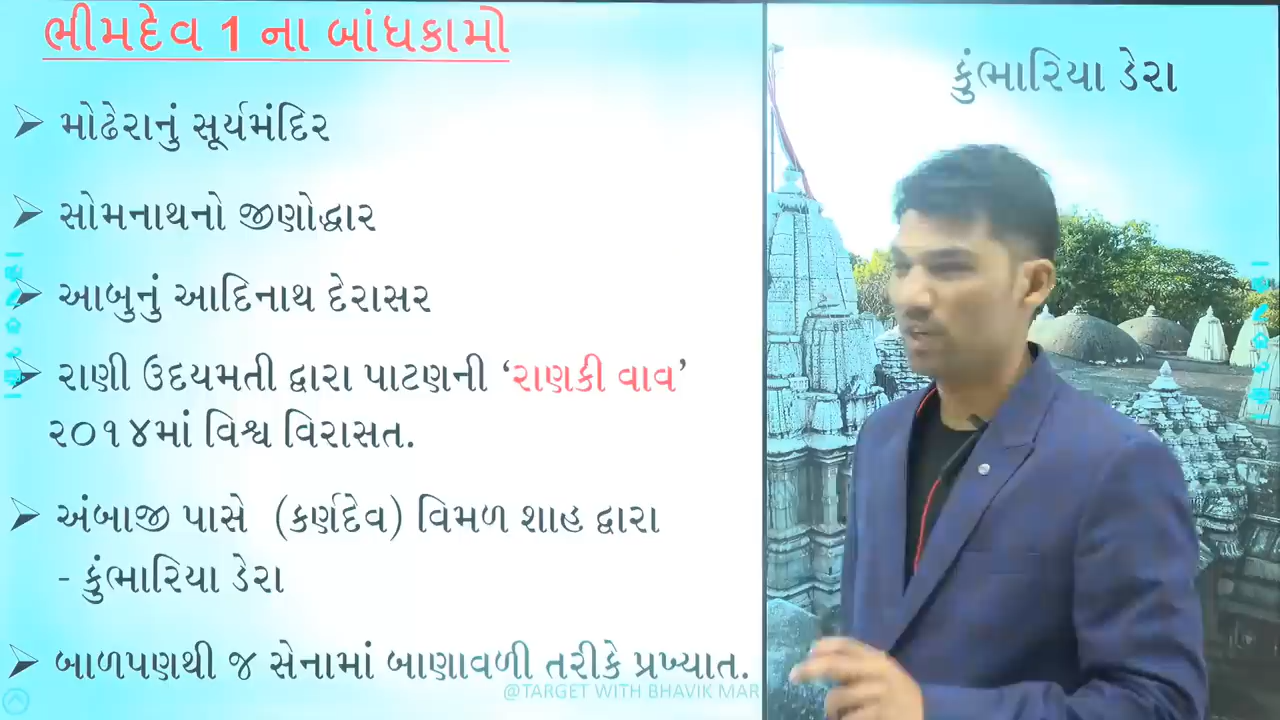 ભીમદેવ 1 ના બાંધકામો
કુંભારિયા ડેરા
➢ મોઢેરાનું સૂર્યમંદિર
➢ સોમનાથનો જીણોદ્ધાર
➢ આબુનું આદિનાથ દેરાસર
➢ રાણી ઉદયમતી દ્વારા પાટણની ‘રાણકી વાવ’
૨૦૧૪માં વિશ્વ વિરાસત.
➢ અંબાજી પાસે (કર્ણદેવ) વિમળ શાહ દ્વારા
- કુંભારિયા ડેરા
➢ બાળપણથી જ સેનામાં બાણાવળી તરીકે પ્રખ્યાત.
@TARGET WITH BHAVIK MAR